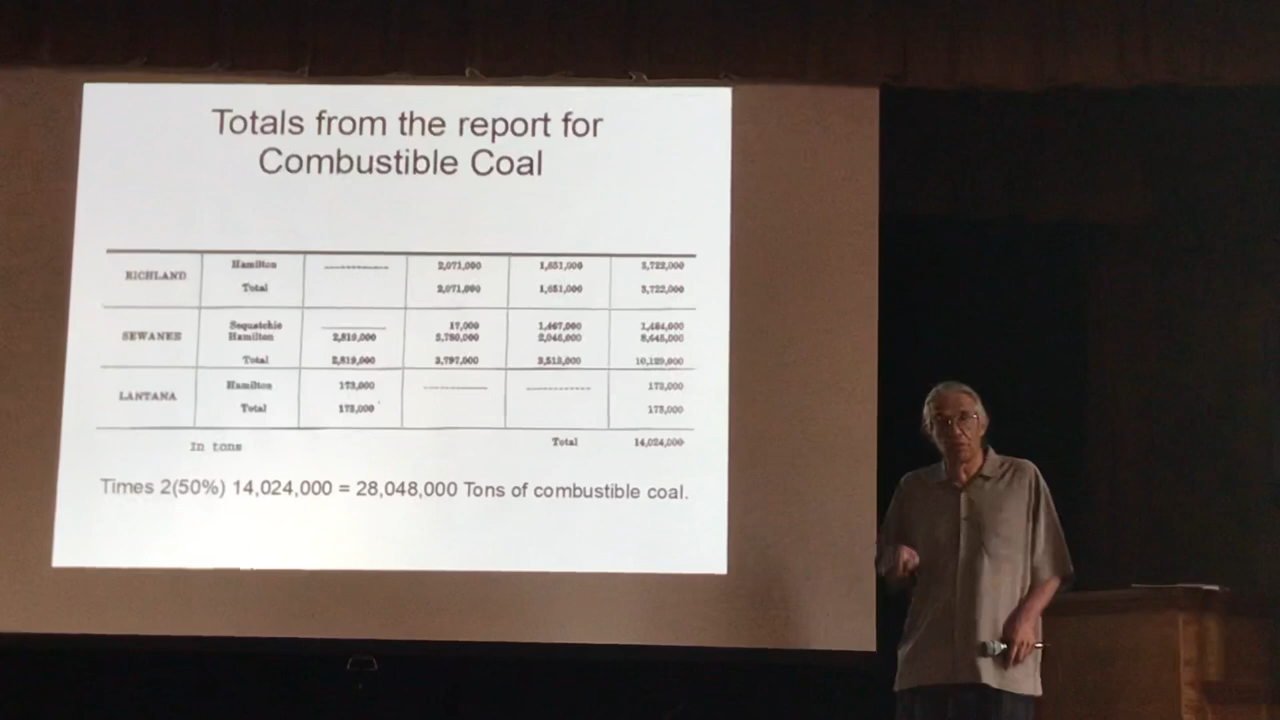 Totals from the report for
Combustible Coal
RICHLAND Hamilton 2,071,000 1,651,000 3,722,000
Total 2,071,000 1,651,000 3,722,000
SEWANEE Sequatchie 17,000 1,467,000 1,484,000
Hamilton 2,819,000 3,780,000 2,046,000 8,645,000
Total 2,819,000 3,797,000 3,513,000 10,129,000
LANTANA Hamilton 173,000 173,000
Total 173,000 173,000
In tons Total 14,024,000
Times 2(50%) 14,024,000 = 28,048,000 Tons of combustible coal.